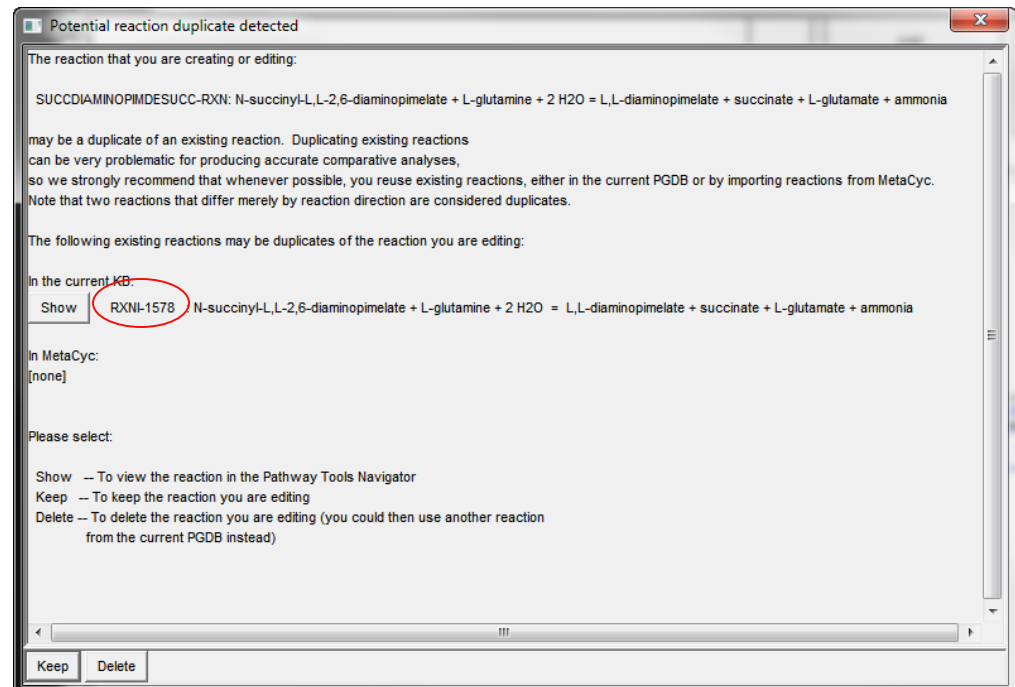 Potential reaction duplicate detected
The reaction that you are creating or editing:
SUCCDIAMINOPIMDESUCC-RXN: N-succinyl-L,L-2,6-diaminopimelate + L-glutamine + 2 H2O = L,L-diaminopimelate + succinate + L-glutamate + ammonia
may be a duplicate of an existing reaction. Duplicating existing reactions
can be very problematic for producing accurate comparative analyses,
so we strongly recommend that whenever possible, you reuse existing reactions, either in the current PGDB or by importing reactions from MetaCyc.
Note that two reactions that differ merely by reaction direction are considered duplicates.
The following existing reactions may be duplicates of the reaction you are editing:
In the current KB:
Show RXNI-1578 : N-succinyl-L,L-2,6-diaminopimelate + L-glutamine + 2 H2O = L,L-diaminopimelate + succinate + L-glutamate + ammonia
In MetaCyc:
[none]
Please select:
Show -- To view the reaction in the Pathway Tools Navigator
Keep -- To keep the reaction you are editing
Delete -- To delete the reaction you are editing (you could then use another reaction
from the current PGDB instead)
Keep Delete